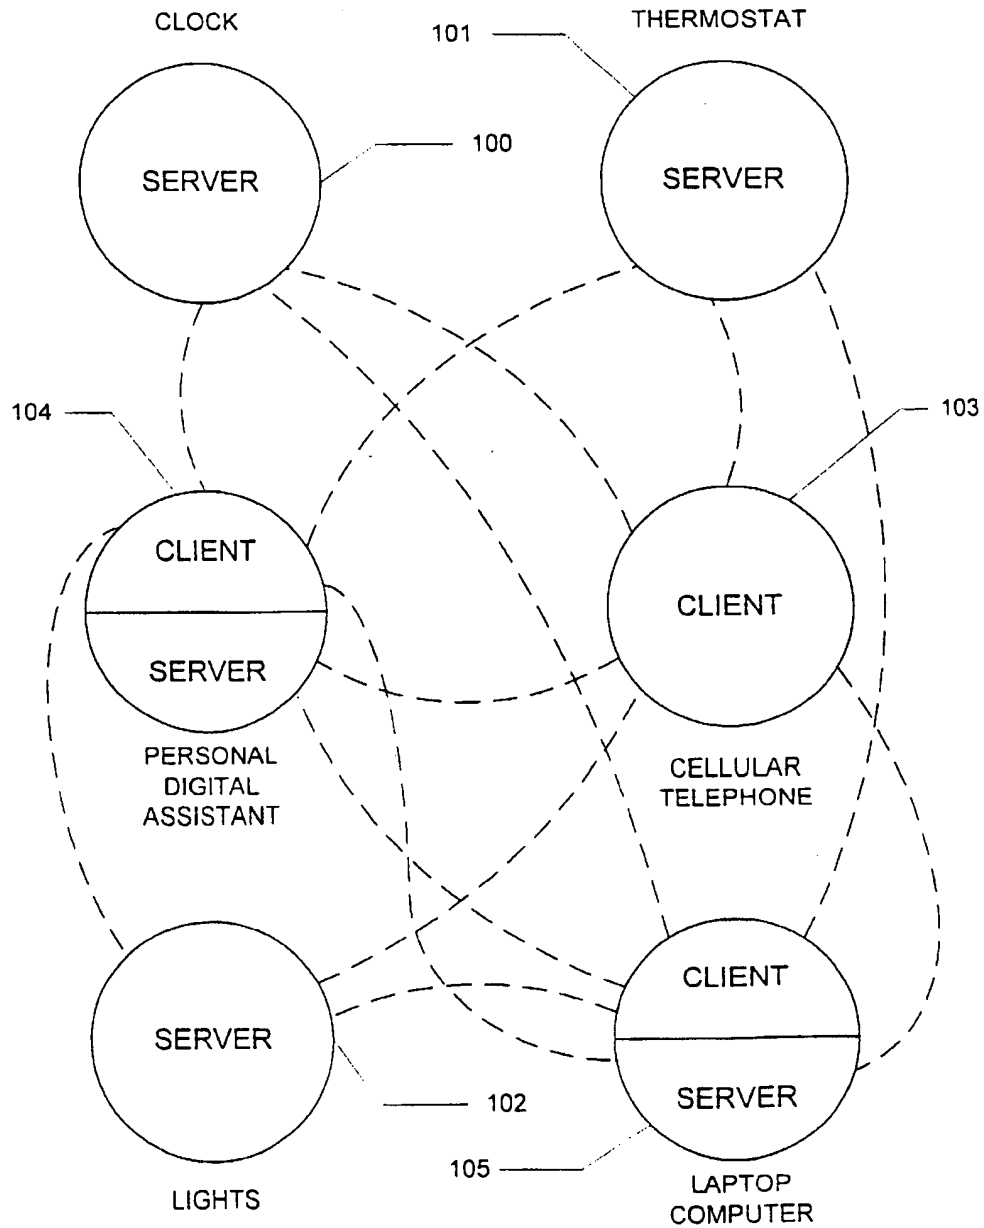 CLOCK
THERMOSTAT
101
100
SERVER
SERVER
104
103
CLIENT
SERVER
CLIENT
PERSONAL
DIGITAL
ASSISTANT
CELLULAR
TELEPHONE
SERVER
CLIENT
SERVER
102
105
LIGHTS
LAPTOP
COMPUTER